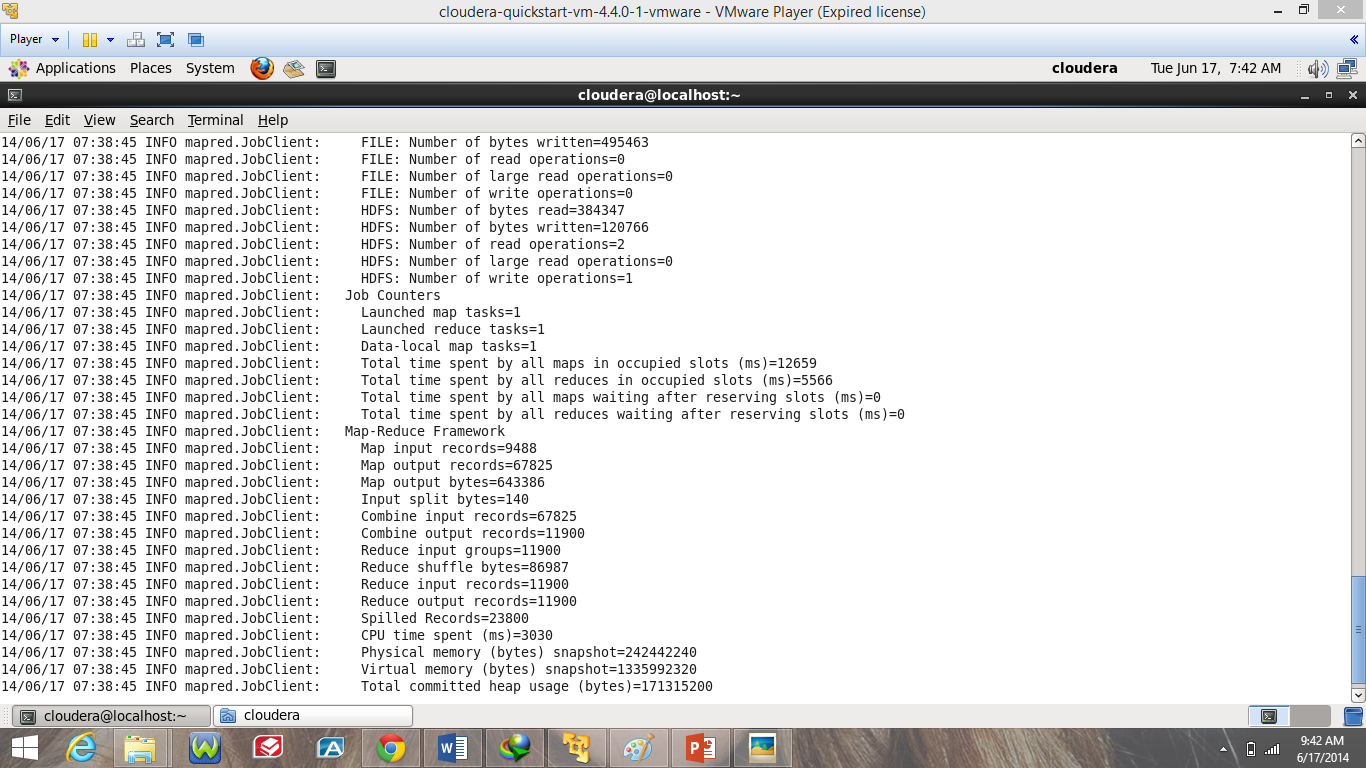 cloudera-quickstart-vm-4.4.0-1-vmware - VMware Player (Expired license)
Player
Applications Places System cloudera Tue Jun 17, 7:42 AM
cloudera@localhost:~
File Edit View Search Terminal Help
14/06/17 07:38:45 INFO mapred.JobClient: FILE: Number of bytes written=495463
14/06/17 07:38:45 INFO mapred.JobClient: FILE: Number of read operations=0
14/06/17 07:38:45 INFO mapred.JobClient: FILE: Number of large read operations=0
14/06/17 07:38:45 INFO mapred.JobClient: FILE: Number of write operations=0
14/06/17 07:38:45 INFO mapred.JobClient: HDFS: Number of bytes read=384347
14/06/17 07:38:45 INFO mapred.JobClient: HDFS: Number of bytes written=120766
14/06/17 07:38:45 INFO mapred.JobClient: HDFS: Number of read operations=2
14/06/17 07:38:45 INFO mapred.JobClient: HDFS: Number of large read operations=0
14/06/17 07:38:45 INFO mapred.JobClient: HDFS: Number of write operations=1
14/06/17 07:38:45 INFO mapred.JobClient: Job Counters
14/06/17 07:38:45 INFO mapred.JobClient: Launched map tasks=1
14/06/17 07:38:45 INFO mapred.JobClient: Launched reduce tasks=1
14/06/17 07:38:45 INFO mapred.JobClient: Data-local map tasks=1
14/06/17 07:38:45 INFO mapred.JobClient: Total time spent by all maps in occupied slots (ms)=12659
14/06/17 07:38:45 INFO mapred.JobClient: Total time spent by all reduces in occupied slots (ms)=5566
14/06/17 07:38:45 INFO mapred.JobClient: Total time spent by all maps waiting after reserving slots (ms)=0
14/06/17 07:38:45 INFO mapred.JobClient: Total time spent by all reduces waiting after reserving slots (ms)=0
14/06/17 07:38:45 INFO mapred.JobClient: Map-Reduce Framework
14/06/17 07:38:45 INFO mapred.JobClient: Map input records=9488
14/06/17 07:38:45 INFO mapred.JobClient: Map output records=67825
14/06/17 07:38:45 INFO mapred.JobClient: Map output bytes=643386
14/06/17 07:38:45 INFO mapred.JobClient: Input split bytes=140
14/06/17 07:38:45 INFO mapred.JobClient: Combine input records=67825
14/06/17 07:38:45 INFO mapred.JobClient: Combine output records=11900
14/06/17 07:38:45 INFO mapred.JobClient: Reduce input groups=11900
14/06/17 07:38:45 INFO mapred.JobClient: Reduce shuffle bytes=86987
14/06/17 07:38:45 INFO mapred.JobClient: Reduce input records=11900
14/06/17 07:38:45 INFO mapred.JobClient: Reduce output records=11900
14/06/17 07:38:45 INFO mapred.JobClient: Spilled Records=23800
14/06/17 07:38:45 INFO mapred.JobClient: CPU time spent (ms)=3030
14/06/17 07:38:45 INFO mapred.JobClient: Physical memory (bytes) snapshot=242442240
14/06/17 07:38:45 INFO mapred.JobClient: Virtual memory (bytes) snapshot=1335992320
14/06/17 07:38:45 INFO mapred.JobClient: Total committed heap usage (bytes)=171315200
cloudera@localhost:~ cloudera
9:42 AM
6/17/2014